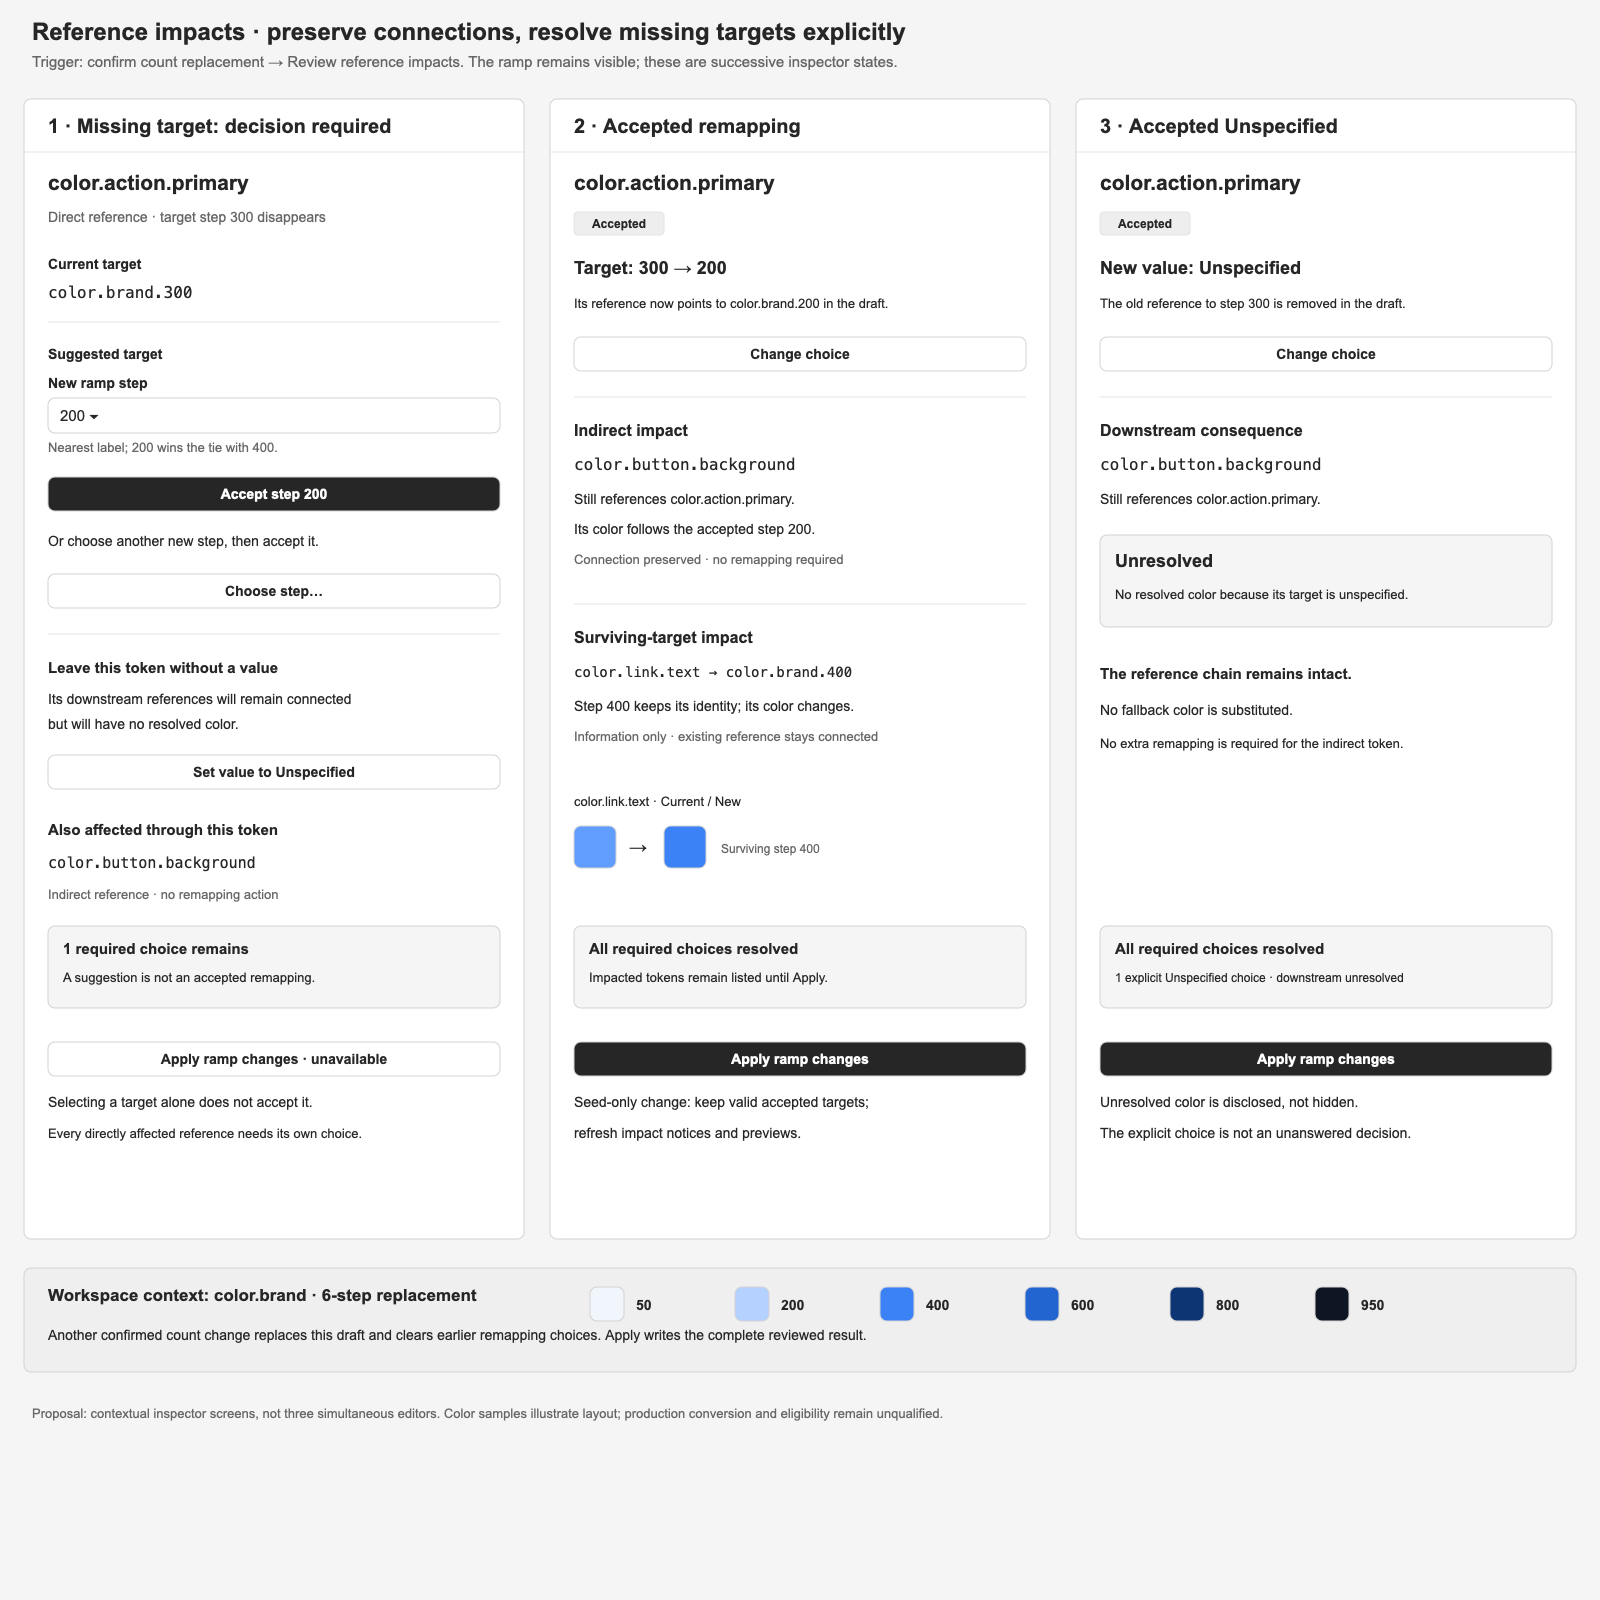 Reference impacts · preserve connections, resolve missing targets explicitly
Trigger: confirm count replacement → Review reference impacts. The ramp remains visible; these are successive inspector states.
1 · Missing target: decision required
color.action.primary
Direct reference · target step 300 disappears
Current target
color.brand.300
Suggested target
New ramp step
200
Nearest label; 200 wins the tie with 400.
Accept step 200
Or choose another new step, then accept it.
Choose step...
Leave this token without a value
Its downstream references will remain connected
but will have no resolved color.
Set value to Unspecified
Also affected through this token
color.button.background
Indirect reference · no remapping action
1 required choice remains
A suggestion is not an accepted remapping.
Apply ramp changes · unavailable
Selecting a target alone does not accept it.
Every directly affected reference needs its own choice.
2 · Accepted remapping
color.action.primary
Accepted
Target: 300 → 200
Its reference now points to color.brand.200 in the draft.
Change choice
Indirect impact
color.button.background
Still references color.action.primary.
Its color follows the accepted step 200.
Connection preserved · no remapping required
Surviving-target impact
color.link.text → color.brand.400
Step 400 keeps its identity; its color changes.
Information only · existing reference stays connected
color.link.text · Current / New
→ Surviving step 400
All required choices resolved
Impacted tokens remain listed until Apply.
Apply ramp changes
Seed-only change: keep valid accepted targets;
refresh impact notices and previews.
3 · Accepted Unspecified
color.action.primary
Accepted
New value: Unspecified
The old reference to step 300 is removed in the draft.
Change choice
Downstream consequence
color.button.background
Still references color.action.primary.
Unresolved
No resolved color because its target is unspecified.
The reference chain remains intact.
No fallback color is substituted.
No extra remapping is required for the indirect token.
All required choices resolved
1 explicit Unspecified choice · downstream unresolved
Apply ramp changes
Unresolved color is disclosed, not hidden.
The explicit choice is not an unanswered decision.
Workspace context: color.brand · 6-step replacement
50 200 400 600 800 950
Another confirmed count change replaces this draft and clears earlier remapping choices. Apply writes the complete reviewed result.
Proposal: contextual inspector screens, not three simultaneous editors. Color samples illustrate layout; production conversion and eligibility remain unqualified.